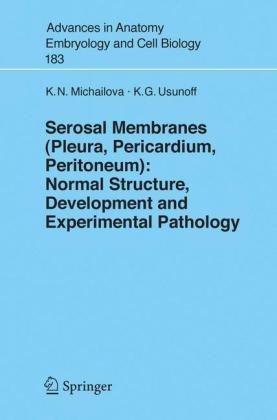 Advances in Anatomy
Embryology and Cell Biology
183
K. N. Michailova · K. G. Usunoff
Serosal Membranes
(Pleura, Pericardium,
Peritoneum):
Normal Structure,
Development and
Experimental Pathology
Springer